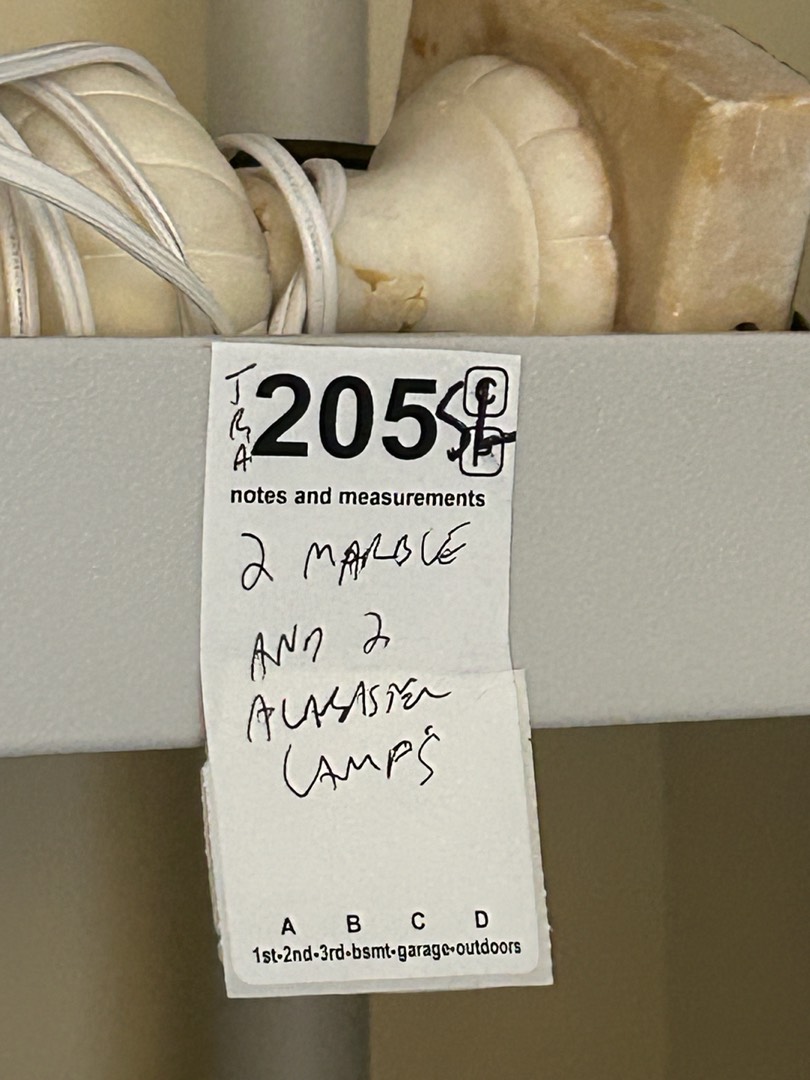 JRA 205
notes and measurements
2 MARBLE
AND 2
ALABASTER
LAMPS
A B C D
1st•2nd•3rd•bsmt•garage•outdoors